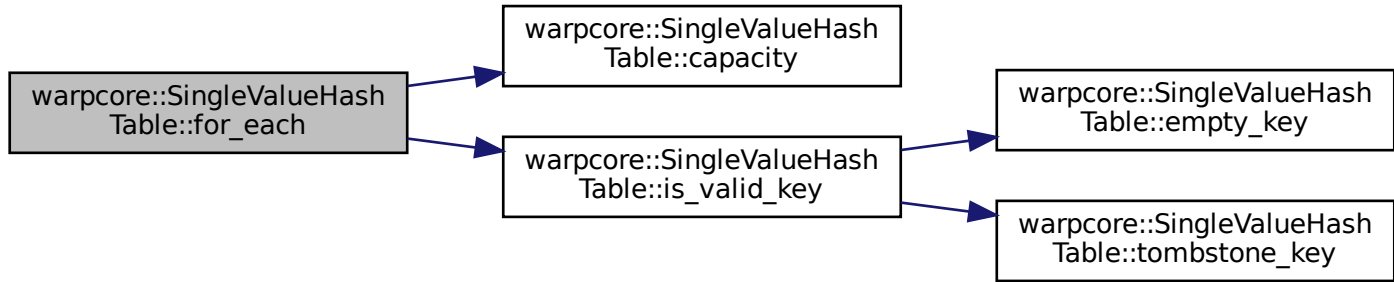 warpcore::SingleValueHash
Table::for_each
warpcore::SingleValueHash
Table::capacity
warpcore::SingleValueHash
Table::is_valid_key
warpcore::SingleValueHash
Table::empty_key
warpcore::SingleValueHash
Table::tombstone_key